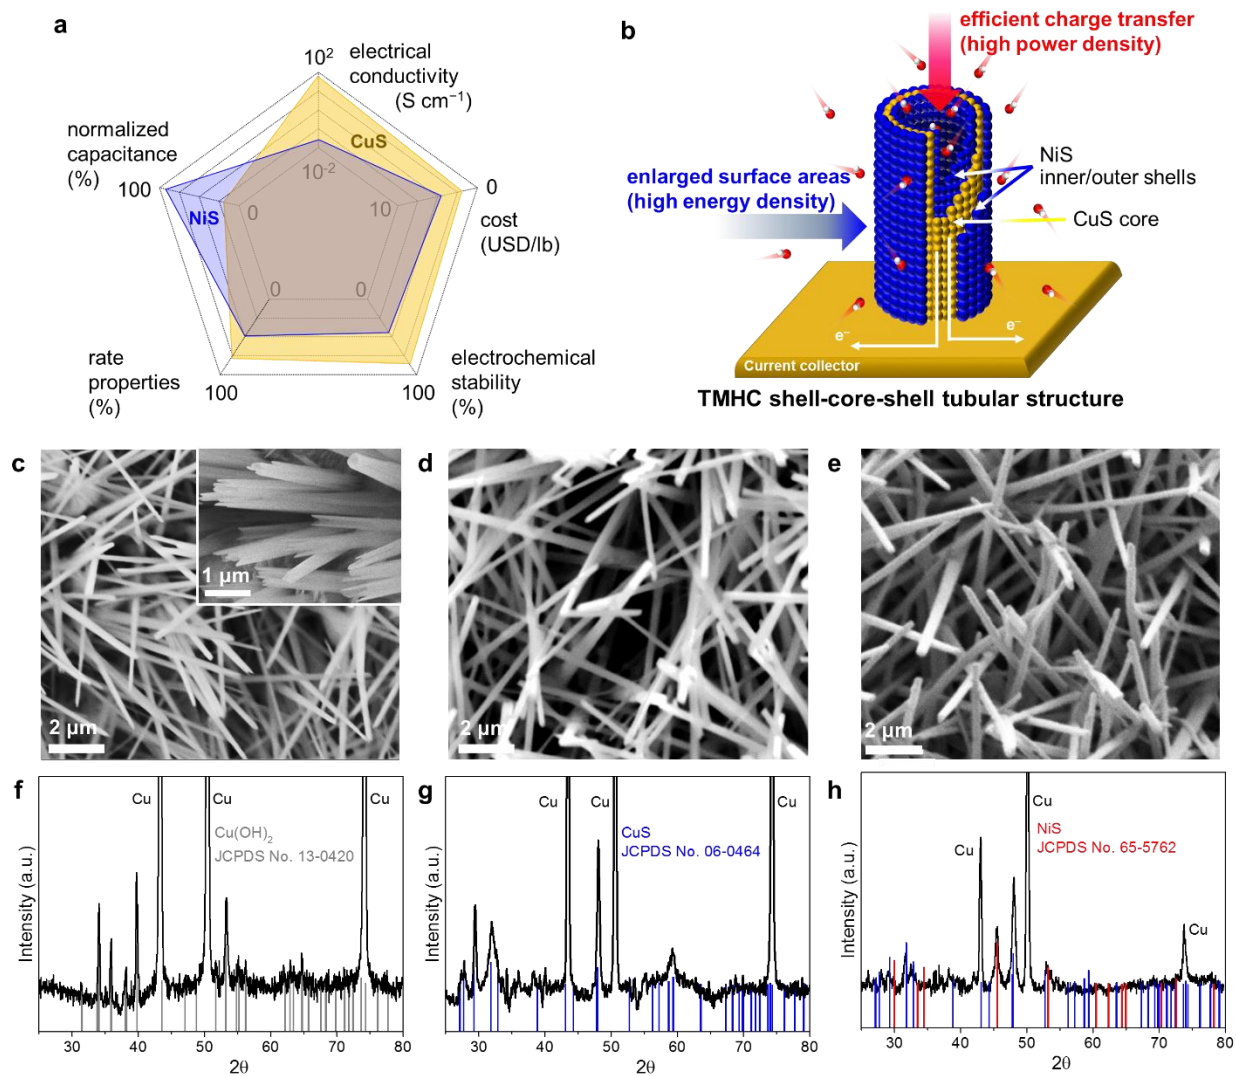 a
10²
electrical
conductivity
(S cm⁻¹)
normalized
capacitance
(%)
100
CuS
10⁻²
0
cost
(USD/lb)
NiS
0
10
0
0
rate
properties
(%)
100
100
electrochemical
stability
(%)
b
efficient charge transfer
(high power density)
enlarged surface areas
(high energy density)
NiS
inner/outer shells
CuS core
e⁻
e⁻
Current collector
TMHC shell-core-shell tubular structure
c
1 µm
2 µm
d
2 µm
e
2 µm
f
Cu
Cu
Cu
Cu(OH)₂
JCPDS No. 13-0420
Intensity (a.u.)
30 40 50 60 70 80
2θ
g
Cu
Cu
Cu
CuS
JCPDS No. 06-0464
Intensity (a.u.)
30 40 50 60 70 80
2θ
h
Cu
Cu
Cu
NiS
JCPDS No. 65-5762
Intensity (a.u.)
30 40 50 60 70 80
2θ